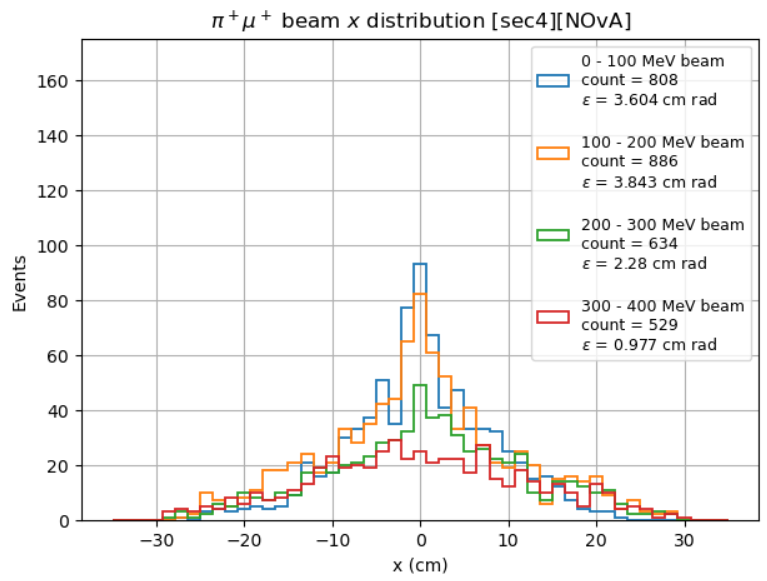 π⁺μ⁺ beam x distribution [sec4][NOvA]
0 - 100 MeV beam
count = 808
ε = 3.604 cm rad
100 - 200 MeV beam
count = 886
ε = 3.843 cm rad
200 - 300 MeV beam
count = 634
ε = 2.28 cm rad
300 - 400 MeV beam
count = 529
ε = 0.977 cm rad
Events
160
140
120
100
80
60
40
20
0
−30 −20 −10 0 10 20 30
x (cm)